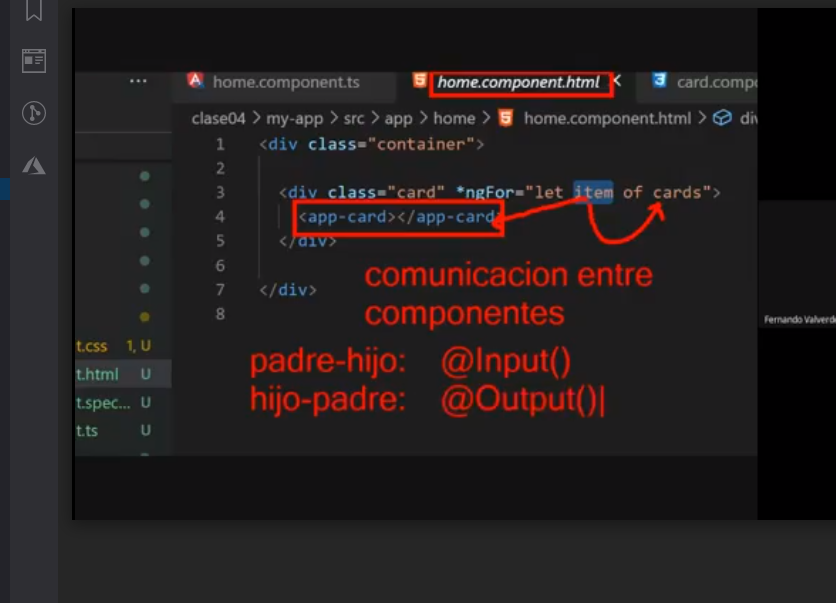 ... home.component.ts home.component.html card.compo
clase04 > my-app > src > app > home > home.component.html > div
1 <div class="container">
2
3 <div class="card" *ngFor="let item of cards">
4 <app-card></app-card
5 </div>
6
7 </div>
8
comunicacion entre
componentes
padre-hijo: @Input()
hijo-padre: @Output()
t.css 1, U
t.html U
t.spec... U
t.ts U
Fernando Valverde